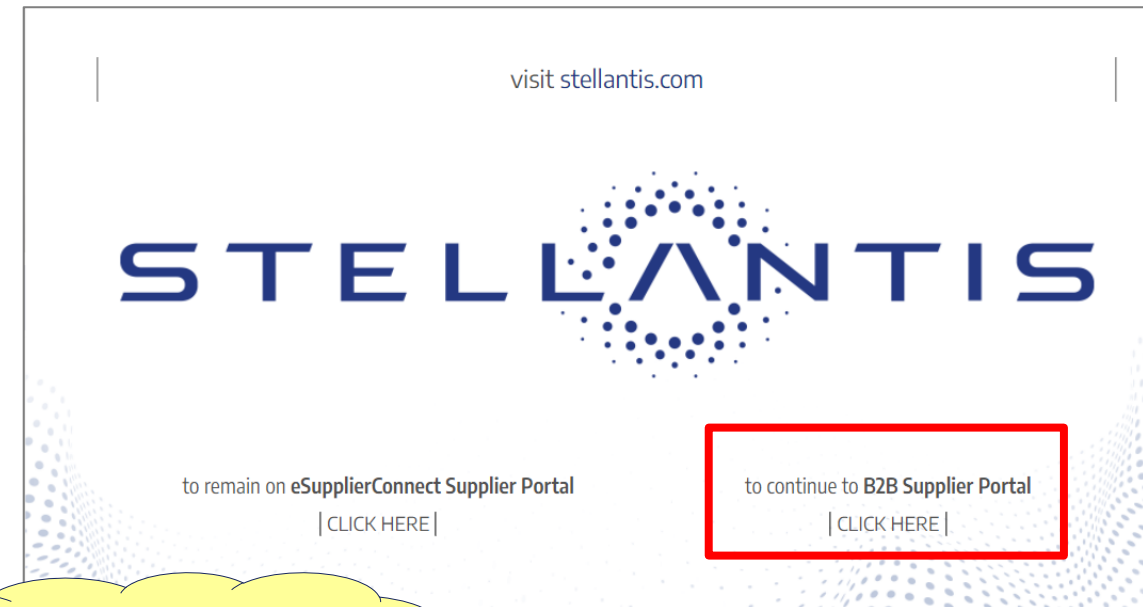 visit stellantis.com
STELLANTIS
to remain on eSupplierConnect Supplier Portal
| CLICK HERE |
to continue to B2B Supplier Portal
| CLICK HERE |